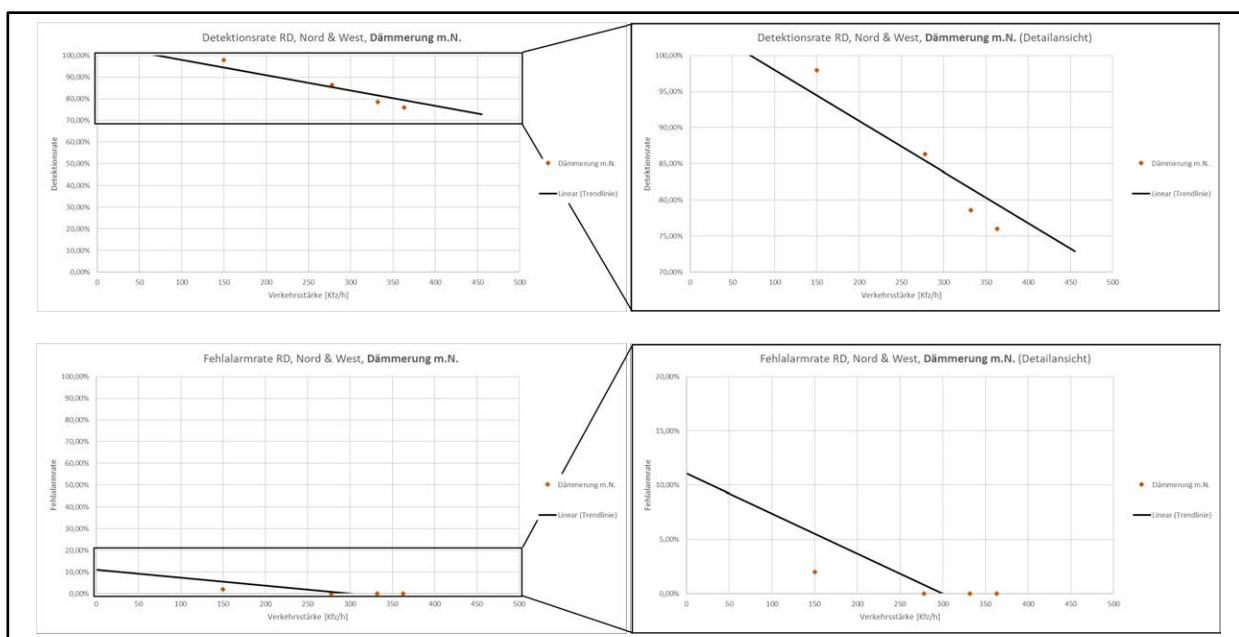 Detektionsrate RD, Nord & West, Dämmerung m.N.
100,00%
90,00%
80,00%
70,00%
60,00%
50,00%
40,00%
30,00%
20,00%
10,00%
0,00%
Detektionsrate
0 50 100 150 200 250 300 350 400 450 500
Verkehrsstärke [Kfz/h]
Dämmerung m.N.
Linear (Trendlinie)
Detektionsrate RD, Nord & West, Dämmerung m.N. (Detailansicht)
100,00%
95,00%
90,00%
85,00%
80,00%
75,00%
70,00%
Detektionsrate
0 50 100 150 200 250 300 350 400 450 500
Verkehrsstärke [Kfz/h]
Dämmerung m.N.
Linear (Trendlinie)
Fehlalarmrate RD, Nord & West, Dämmerung m.N.
100,00%
90,00%
80,00%
70,00%
60,00%
50,00%
40,00%
30,00%
20,00%
10,00%
0,00%
Fehlalarmrate
0 50 100 150 200 250 300 350 400 450 500
Verkehrsstärke [Kfz/h]
Dämmerung m.N.
Linear (Trendlinie)
Fehlalarmrate RD, Nord & West, Dämmerung m.N. (Detailansicht)
20,00%
15,00%
10,00%
5,00%
0,00%
Fehlalarmrate
0 50 100 150 200 250 300 350 400 450 500
Verkehrsstärke [Kfz/h]
Dämmerung m.N.
Linear (Trendlinie)